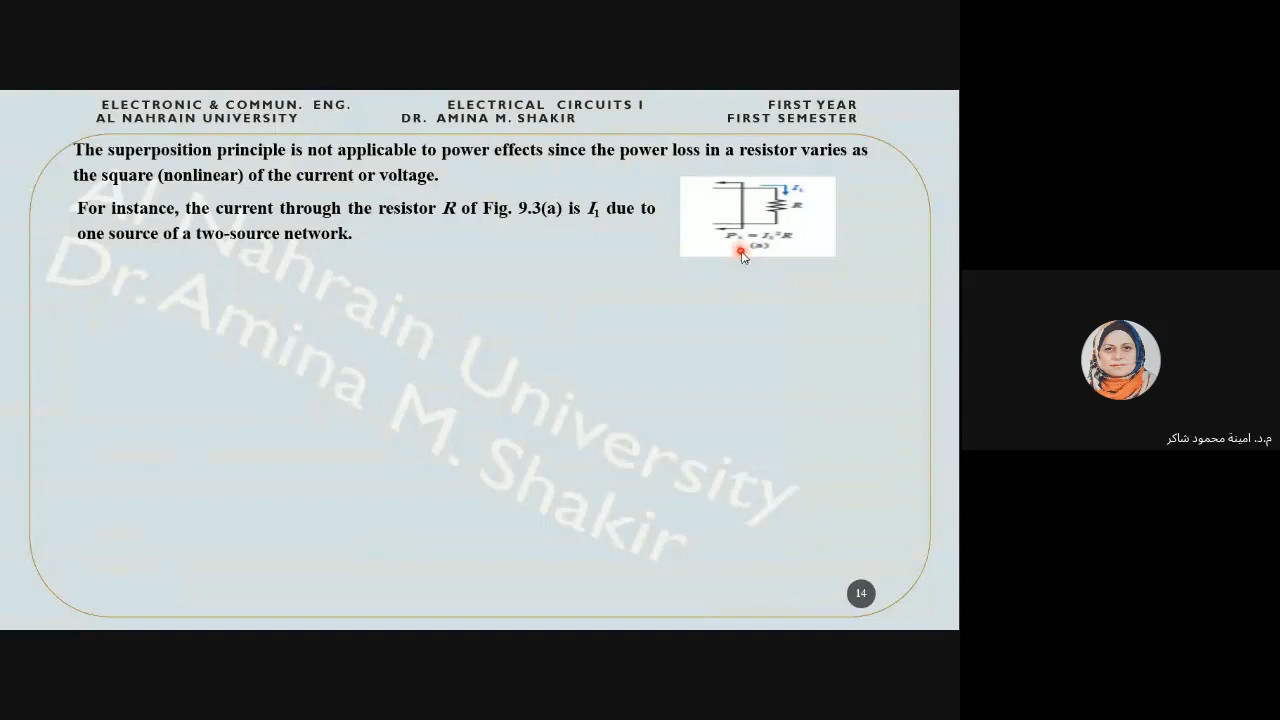 ELECTRONIC & COMMUN. ENG. ELECTRICAL CIRCUITS I FIRST YEAR
AL NAHRAIN UNIVERSITY DR. AMINA M. SHAKIR FIRST SEMESTER
The superposition principle is not applicable to power effects since the power loss in a resistor varies as
the square (nonlinear) of the current or voltage.
For instance, the current through the resistor R of Fig. 9.3(a) is I₁ due to
one source of a two-source network.
I₁
R
P₁ = I₁²R
(a)
Al Nahrain University
Dr. Amina M. Shakir
14
م.د. امينة محمود شاكر